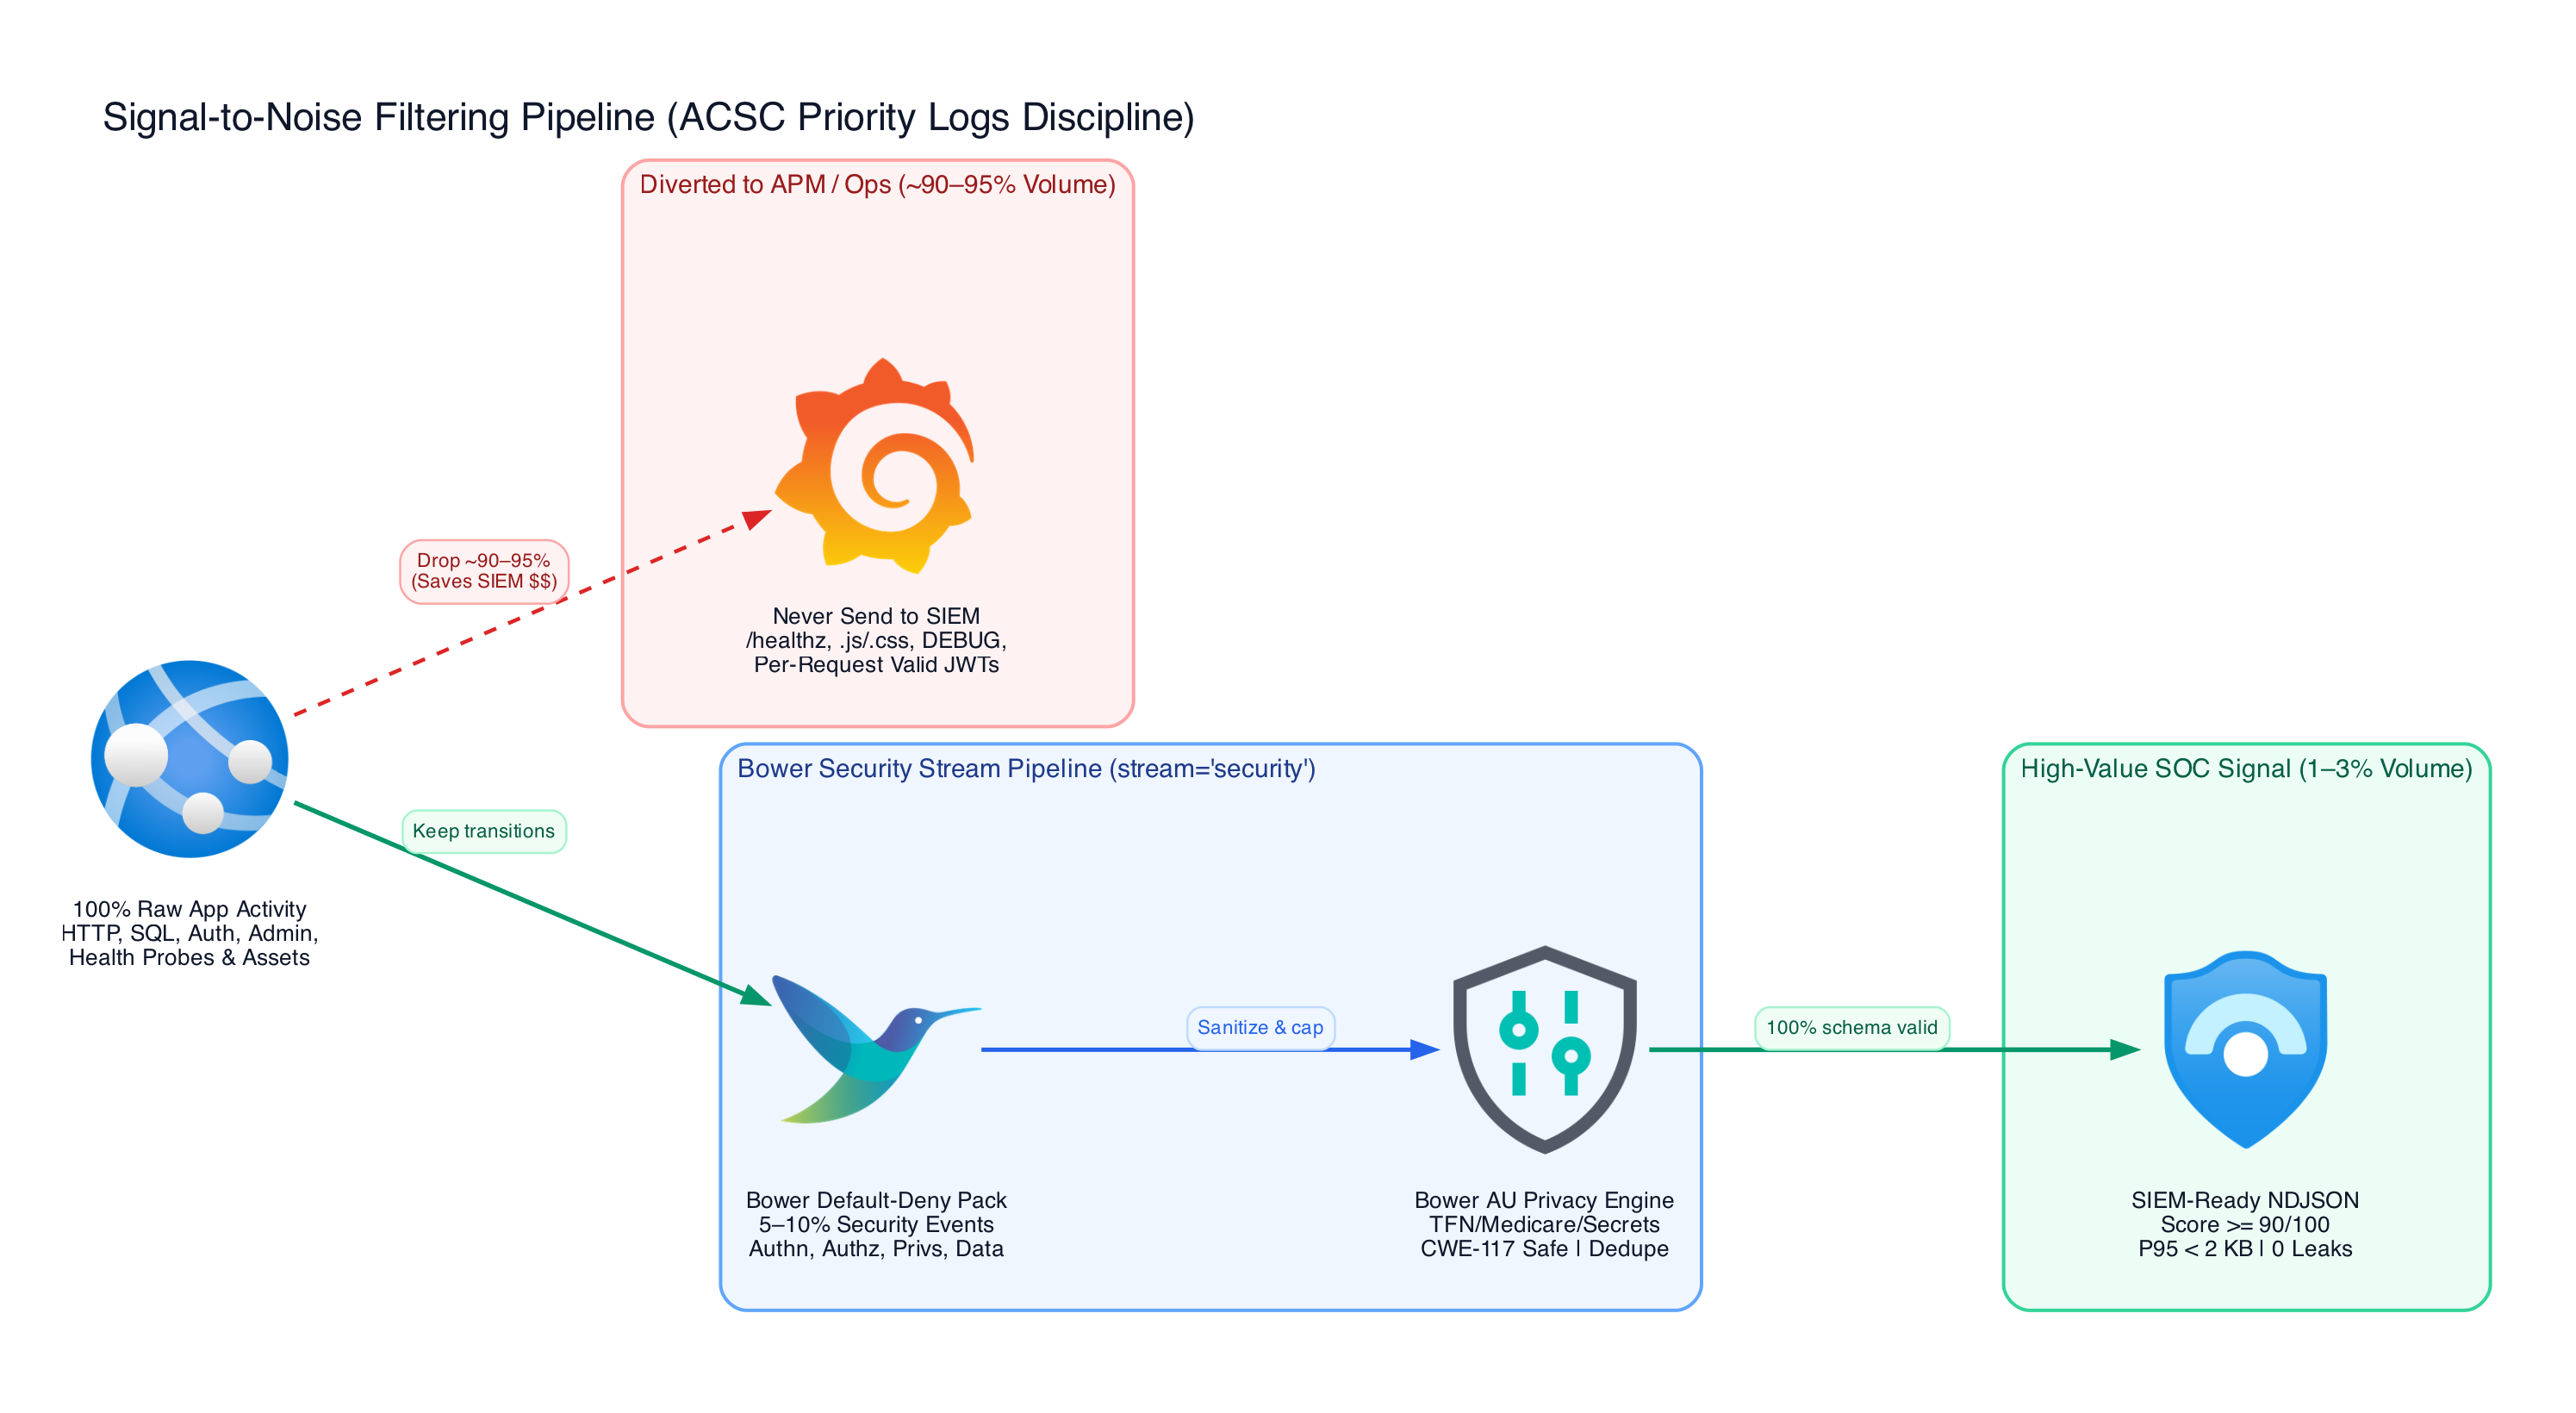 Signal-to-Noise Filtering Pipeline (ACSC Priority Logs Discipline)
Diverted to APM / Ops (~90–95% Volume)
Drop ~90–95%
(Saves SIEM $$)
Never Send to SIEM
/healthz, .js/.css, DEBUG,
Per-Request Valid JWTs
100% Raw App Activity
HTTP, SQL, Auth, Admin,
Health Probes & Assets
Keep transitions
Bower Security Stream Pipeline (stream='security')
Bower Default-Deny Pack
5–10% Security Events
Authn, Authz, Privs, Data
Sanitize & cap
Bower AU Privacy Engine
TFN/Medicare/Secrets
CWE-117 Safe | Dedupe
100% schema valid
High-Value SOC Signal (1–3% Volume)
SIEM-Ready NDJSON
Score >= 90/100
P95 < 2 KB | 0 Leaks